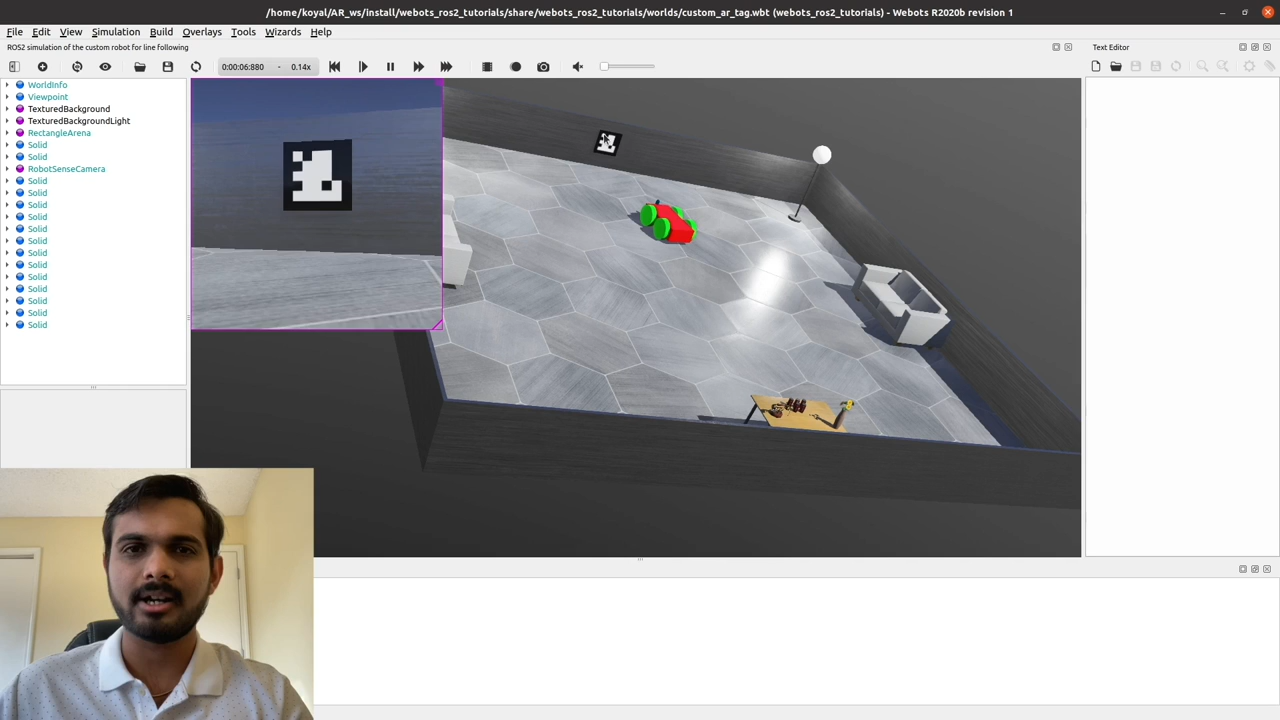 /home/koyal/AR_ws/install/webots_ros2_tutorials/share/webots_ros2_tutorials/worlds/custom_ar_tag.wbt (webots_ros2_tutorials) - Webots R2020b revision 1
File Edit View Simulation Build Overlays Tools Wizards Help
ROS2 simulation of the custom robot for line following
Text Editor
0:00:06:880 - 0.14x
WorldInfo
Viewpoint
TexturedBackground
TexturedBackgroundLight
RectangleArena
Solid
Solid
RobotSenseCamera
Solid
Solid
Solid
Solid
Solid
Solid
Solid
Solid
Solid
Solid
Solid
Solid
Solid